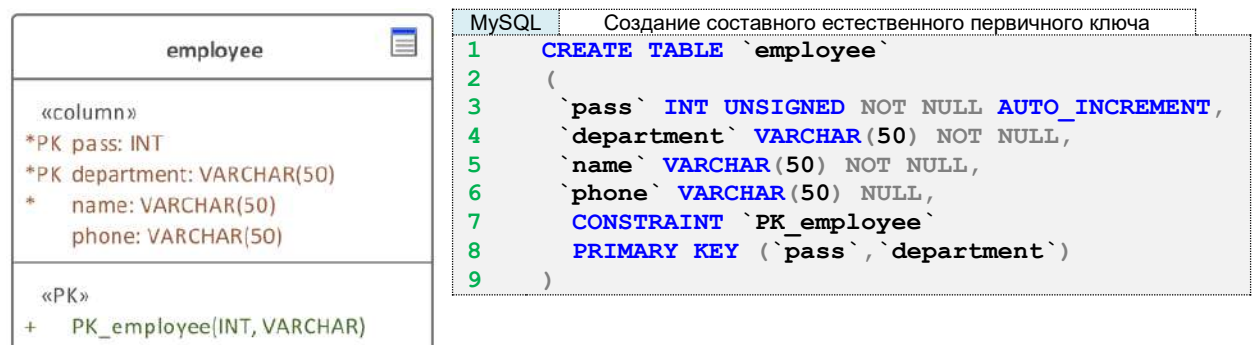 employee
«column»
*PK pass: INT
*PK department: VARCHAR(50)
* name: VARCHAR(50)
phone: VARCHAR(50)
«PK»
+ PK_employee(INT, VARCHAR)
MySQL Создание составного естественного первичного ключа
1 CREATE TABLE `employee`
2 (
3 `pass` INT UNSIGNED NOT NULL AUTO_INCREMENT,
4 `department` VARCHAR(50) NOT NULL,
5 `name` VARCHAR(50) NOT NULL,
6 `phone` VARCHAR(50) NULL,
7 CONSTRAINT `PK_employee`
8 PRIMARY KEY (`pass`,`department`)
9 )